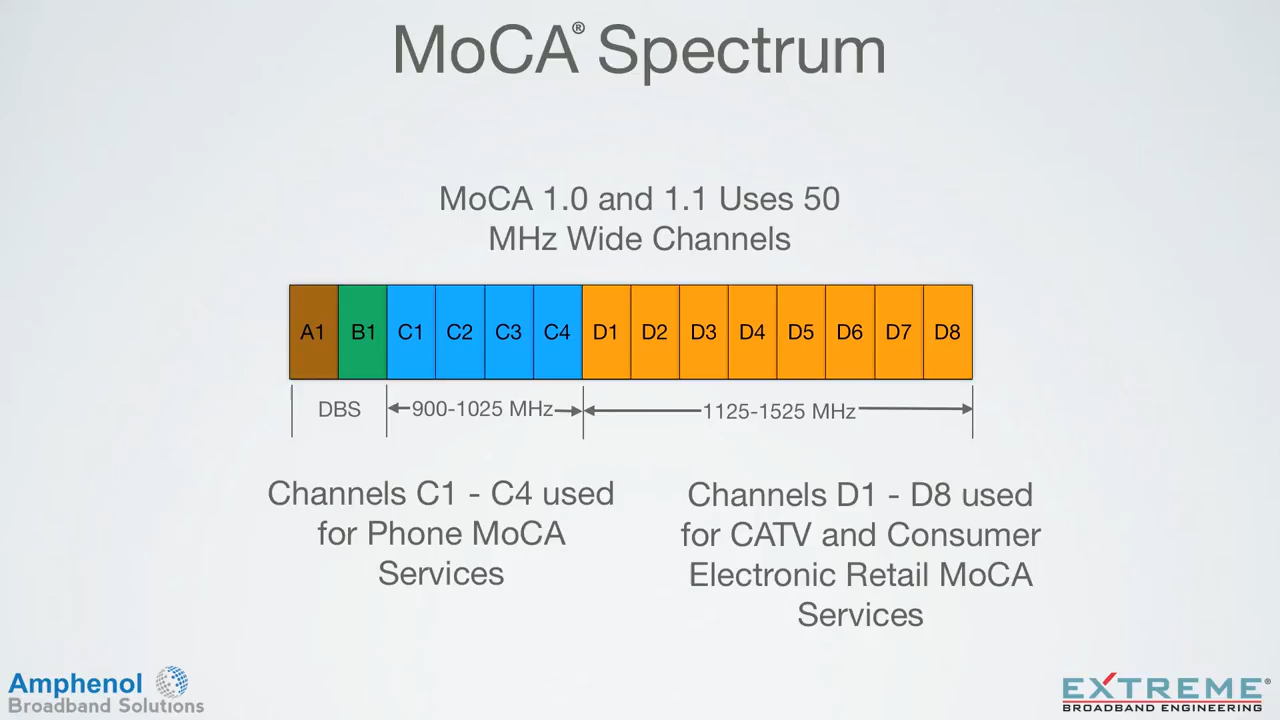 MoCA® Spectrum
MoCA 1.0 and 1.1 Uses 50
MHz Wide Channels
A1 B1 C1 C2 C3 C4 D1 D2 D3 D4 D5 D6 D7 D8
DBS 900-1025 MHz 1125-1525 MHz
Channels C1 - C4 used
for Phone MoCA
Services
Channels D1 - D8 used
for CATV and Consumer
Electronic Retail MoCA
Services
Amphenol
Broadband Solutions
EXTREME®
BROADBAND ENGINEERING